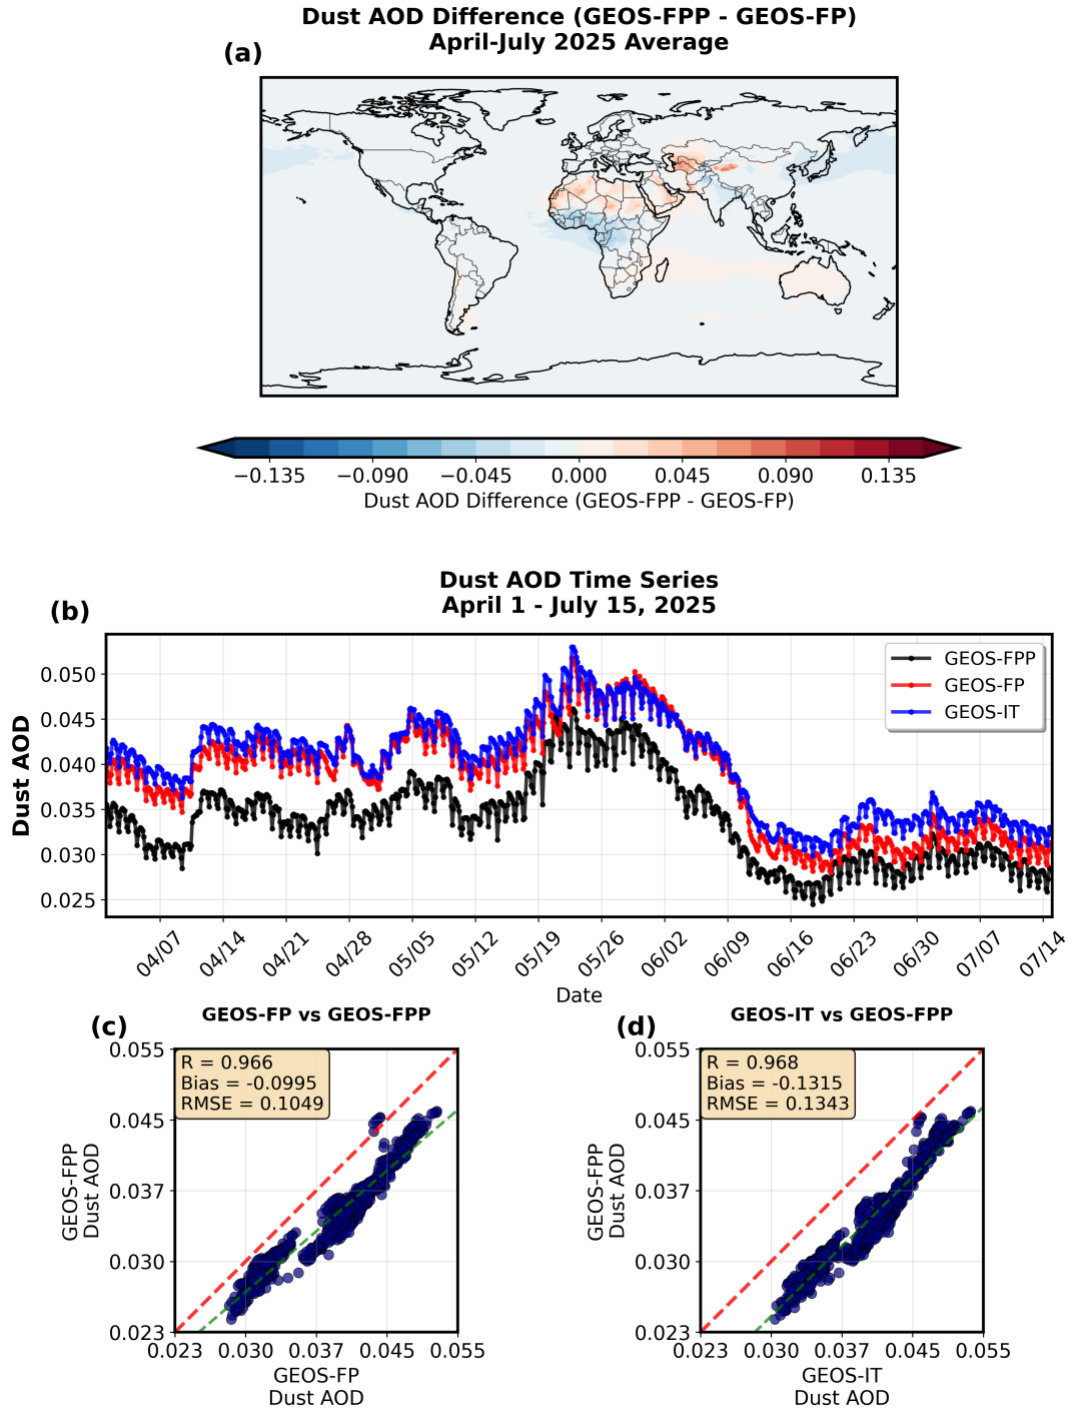 Dust AOD Difference (GEOS-FPP - GEOS-FP)
April-July 2025 Average
(a)
−0.135 −0.090 −0.045 0.000 0.045 0.090 0.135
Dust AOD Difference (GEOS-FPP - GEOS-FP)
Dust AOD Time Series
April 1 - July 15, 2025
(b)
GEOS-FPP
GEOS-FP
GEOS-IT
Dust AOD
0.050
0.045
0.040
0.035
0.030
0.025
04/07 04/14 04/21 04/28 05/05 05/12 05/19 05/26 06/02 06/09 06/16 06/23 06/30 07/07 07/14
Date
(c)
GEOS-FP vs GEOS-FPP
R = 0.966
Bias = -0.0995
RMSE = 0.1049
GEOS-FPP
Dust AOD
0.055
0.045
0.037
0.030
0.023
0.023 0.030 0.037 0.045 0.055
GEOS-FP
Dust AOD
(d)
GEOS-IT vs GEOS-FPP
R = 0.968
Bias = -0.1315
RMSE = 0.1343
GEOS-FPP
Dust AOD
0.055
0.045
0.037
0.030
0.023
0.023 0.030 0.037 0.045 0.055
GEOS-IT
Dust AOD